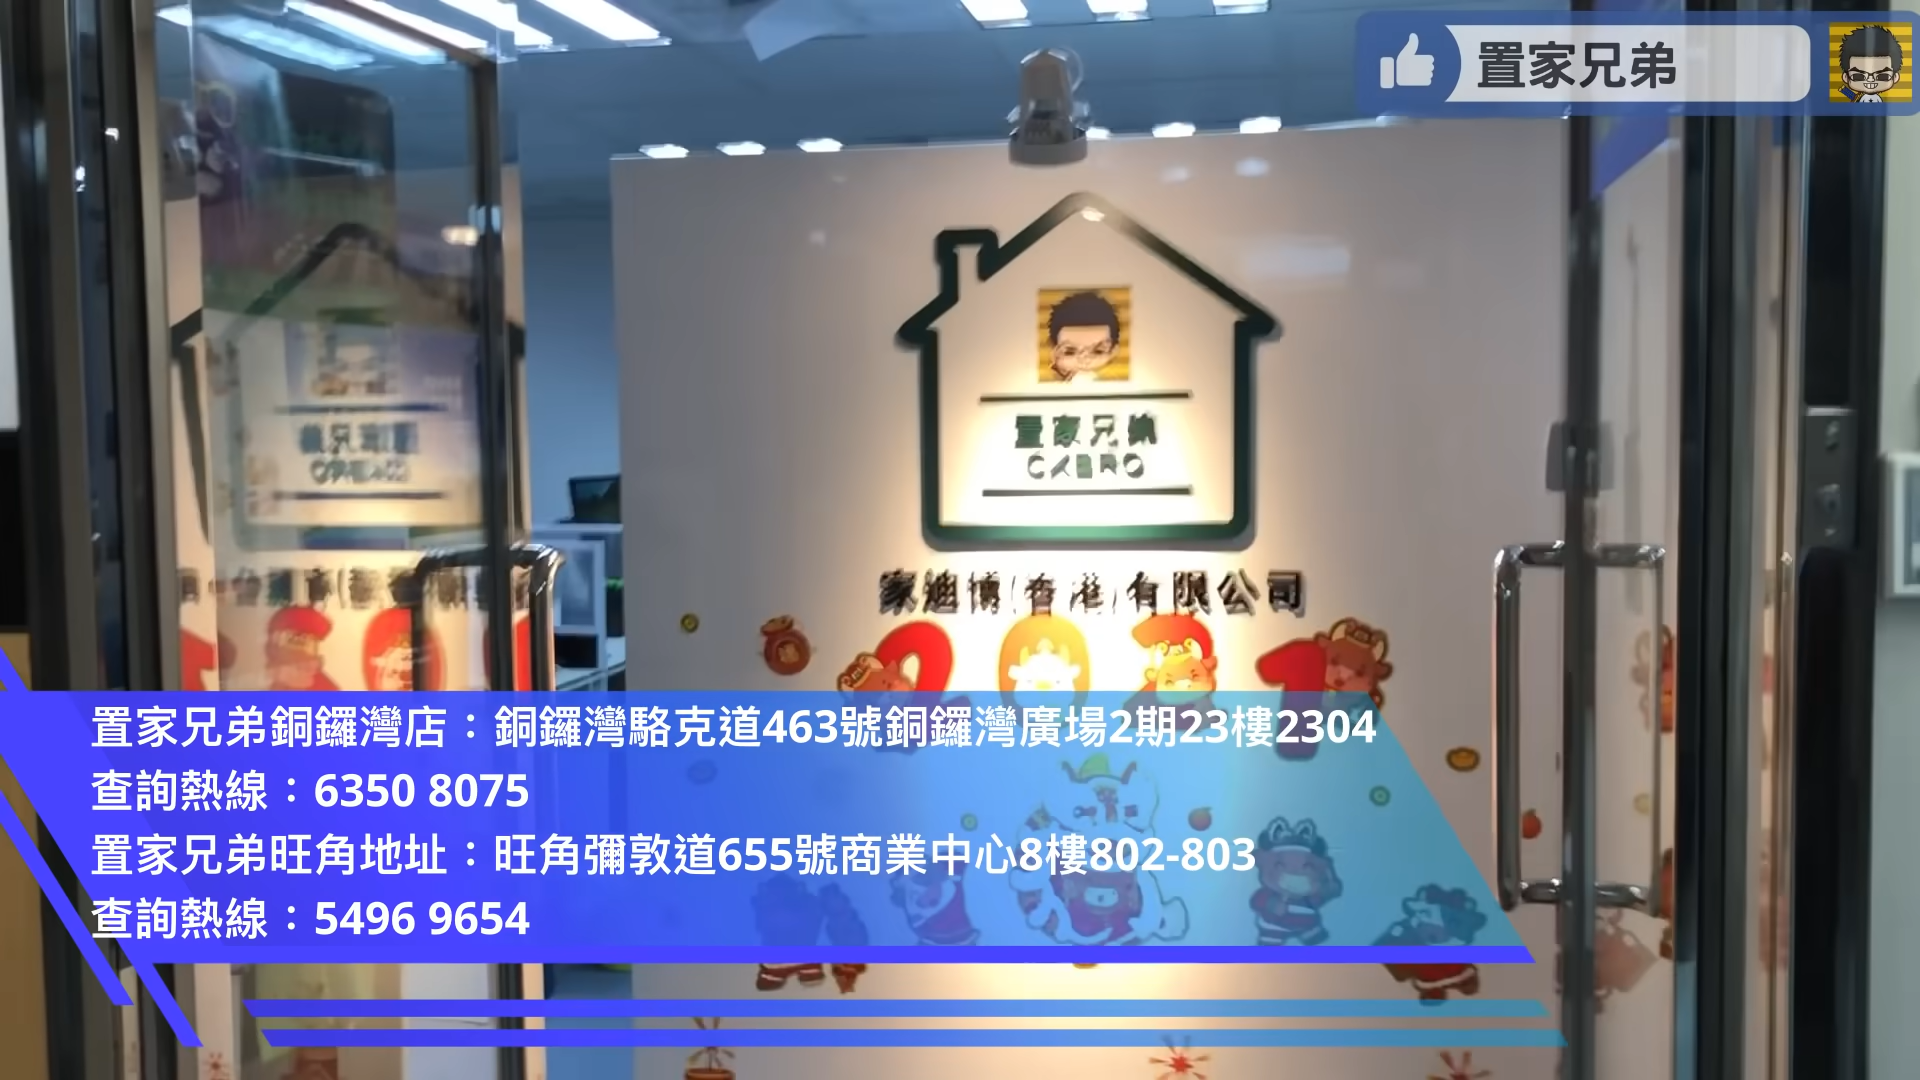 置家兄弟
置家兄弟
CABRO
家迪博(香港)有限公司
2021
置家兄弟銅鑼灣店：銅鑼灣駱克道463號銅鑼灣廣場2期23樓2304
查詢熱線：6350 8075
置家兄弟旺角地址：旺角彌敦道655號商業中心8樓802-803
查詢熱線：5496 9654